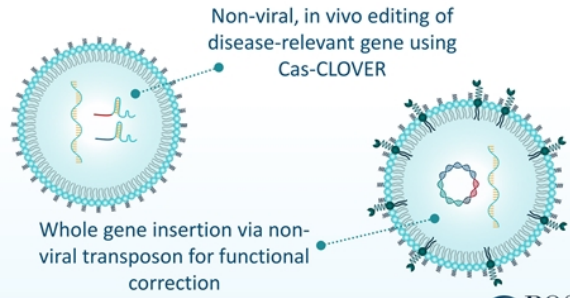 Non-viral, in vivo editing of
disease-relevant gene using
Cas-CLOVER
Whole gene insertion via non-
viral transposon for functional
correction